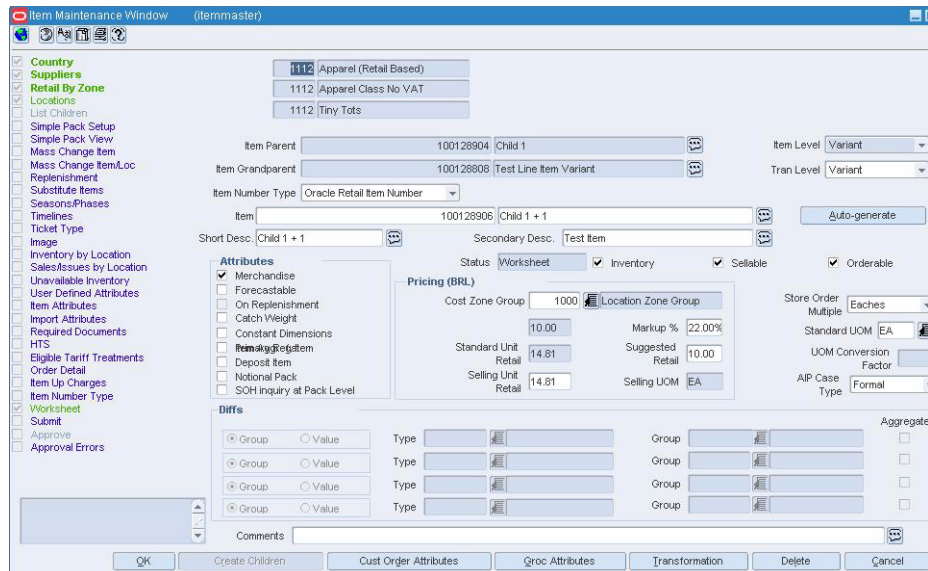 Item Maintenance Window (itemmaster)
Country
Suppliers
Retail By Zone
Locations
List Children
Simple Pack Setup
Simple Pack View
Mass Change Item
Mass Change Item/Loc
Replenishment
Substitute Items
Seasons/Phases
Timelines
Ticket Type
Image
Inventory by Location
Sales/Issues by Location
Unavailable Inventory
User Defined Attributes
Item Attributes
Import Attributes
Required Documents
HTS
Eligible Tariff Treatments
Order Detail
Item Up Charges
Item Number Type
Worksheet
Submit
Approve
Approval Errors
1112 Apparel (Retail Based)
1112 Apparel Class No VAT
1112 Tiny Tots
Item Parent 100128904 Child 1 Item Level Variant
Item Grandparent 100128808 Test Line Item Variant Tran Level Variant
Item Number Type Oracle Retail Item Number
Item 100128906 Child 1 + 1 Auto-generate
Short Desc. Child 1 + 1 Secondary Desc. Test Item
Status Worksheet Inventory Sellable Orderable
Attributes
Merchandise
Forecastable
On Replenishment
Catch Weight
Constant Dimensions
Item
Deposit Item
Notional Pack
SOH inquiry at Pack Level
Pricing (BRL)
Cost Zone Group 1000 Location Zone Group
10.00 Markup % 22.00%
Standard Unit Retail 14.81 Suggested Retail 10.00
Selling Unit Retail 14.81 Selling UOM EA
Store Order Multiple Eaches
Standard UOM EA
UOM Conversion Factor
AIP Case Type Formal
Diffs
Aggregate
Group Value Type Group
Group Value Type Group
Group Value Type Group
Group Value Type Group
Comments
OK Create Children Cust Order Attributes Groc Attributes Transformation Delete Cancel